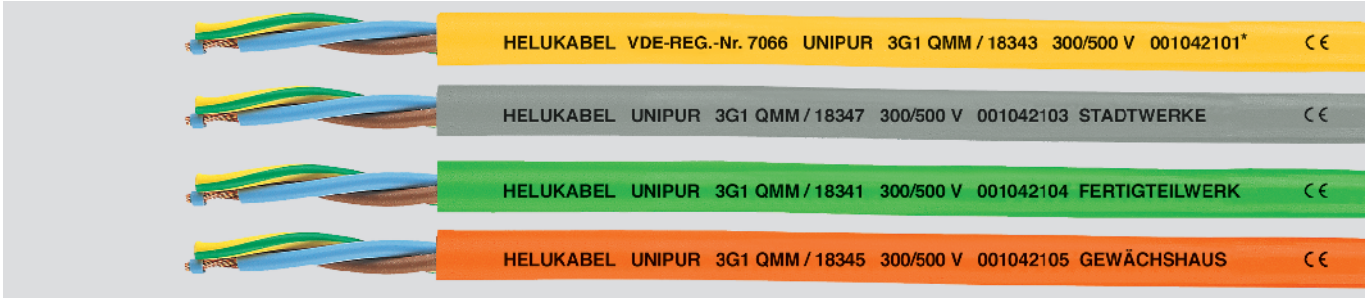 HELUKABEL VDE-REG.-Nr. 7066 UNIPUR 3G1 QMM / 18343 300/500 V 001042101* CE
HELUKABEL UNIPUR 3G1 QMM / 18347 300/500 V 001042103 STADTWERKE CE
HELUKABEL UNIPUR 3G1 QMM / 18341 300/500 V 001042104 FERTIGTEILWERK CE
HELUKABEL UNIPUR 3G1 QMM / 18345 300/500 V 001042105 GEWÄCHSHAUS CE